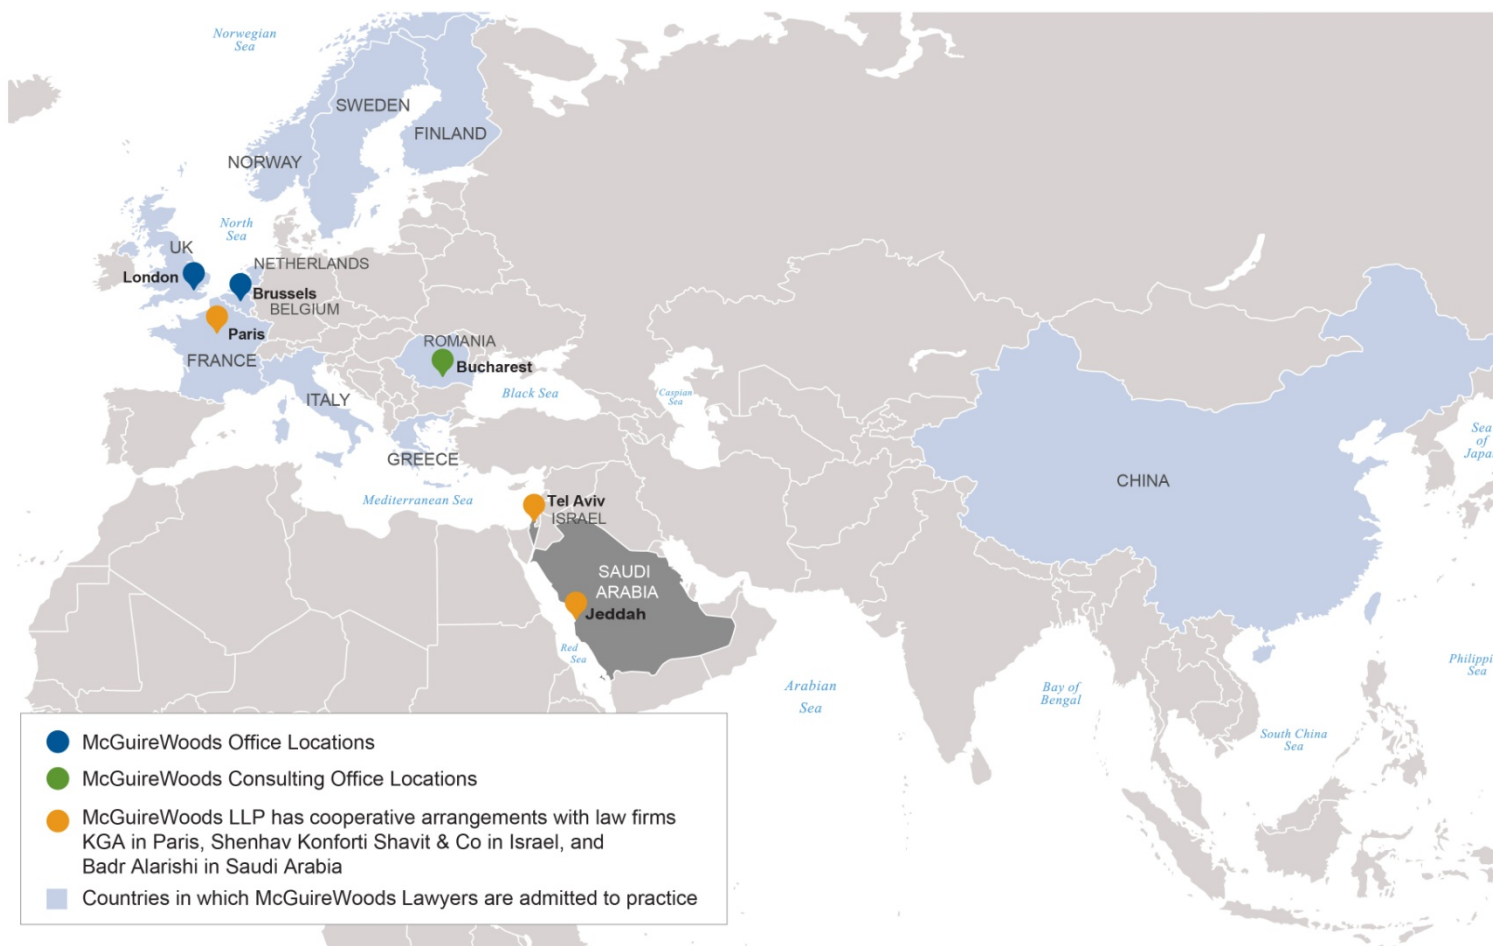 Norwegian
Sea
SWEDEN
FINLAND
NORWAY
North
Sea
UK
NETHERLANDS
London
Brussels
BELGIUM
Paris
FRANCE
ROMANIA
Bucharest
Black Sea
Caspian
Sea
ITALY
GREECE
Mediterranean Sea
Sea
of
Japa
CHINA
Tel Aviv
ISRAEL
SAUDI
ARABIA
Jeddah
Red
Sea
Arabian
Sea
Bay of
Bengal
Philippi
Sea
South China
Sea
McGuireWoods Office Locations
McGuireWoods Consulting Office Locations
McGuireWoods LLP has cooperative arrangements with law firms
KGA in Paris, Shenhav Konforti Shavit & Co in Israel, and
Badr Alarishi in Saudi Arabia
Countries in which McGuireWoods Lawyers are admitted to practice